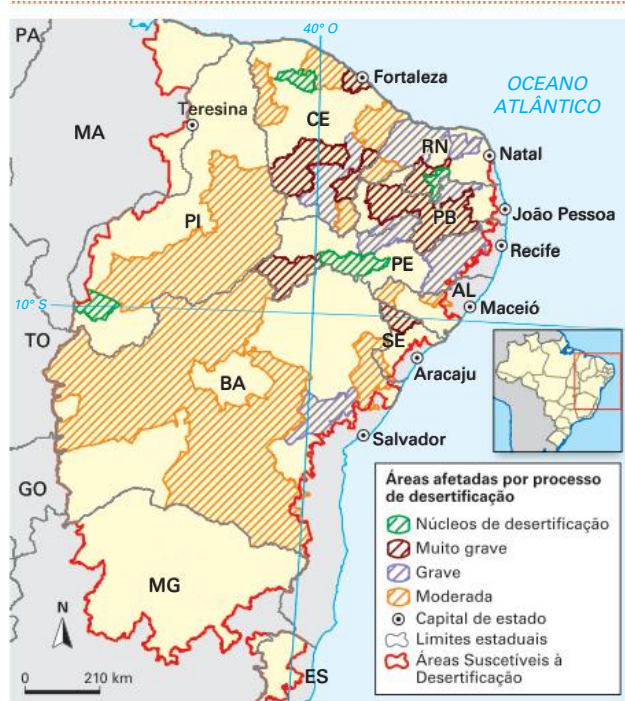 40° O
PA
Fortaleza
OCEANO
ATLÂNTICO
Teresina
CE
MA
RN
Natal
PI
PB
João Pessoa
Recife
PE
AL
10° S
Maceió
TO
SE
BA
Aracaju
Salvador
GO
Áreas afetadas por processo
de desertificação
Núcleos de desertificação
Muito grave
Grave
MG
Moderada
N
Capital de estado
Limites estaduais
Áreas Suscetíveis à
Desertificação
ES
0 210 km